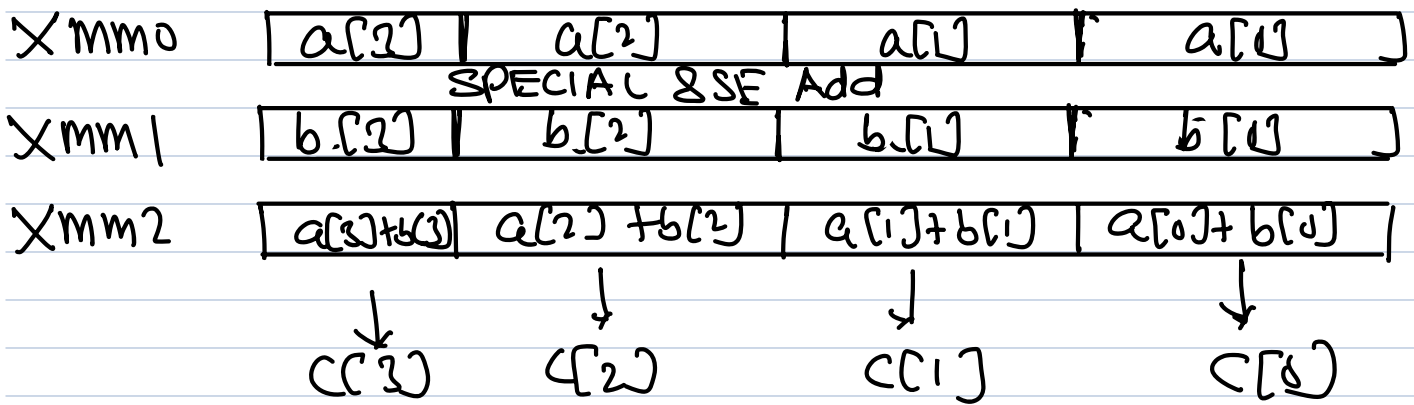 Xmm0 a[3] a[2] a[1] a[0]
SPECIAL SSE Add
Xmm1 b[3] b[2] b[1] b[0]
Xmm2 a[3]+b[3] a[2]+b[2] a[1]+b[1] a[0]+b[0]
C[3] C[2] C[1] C[0]